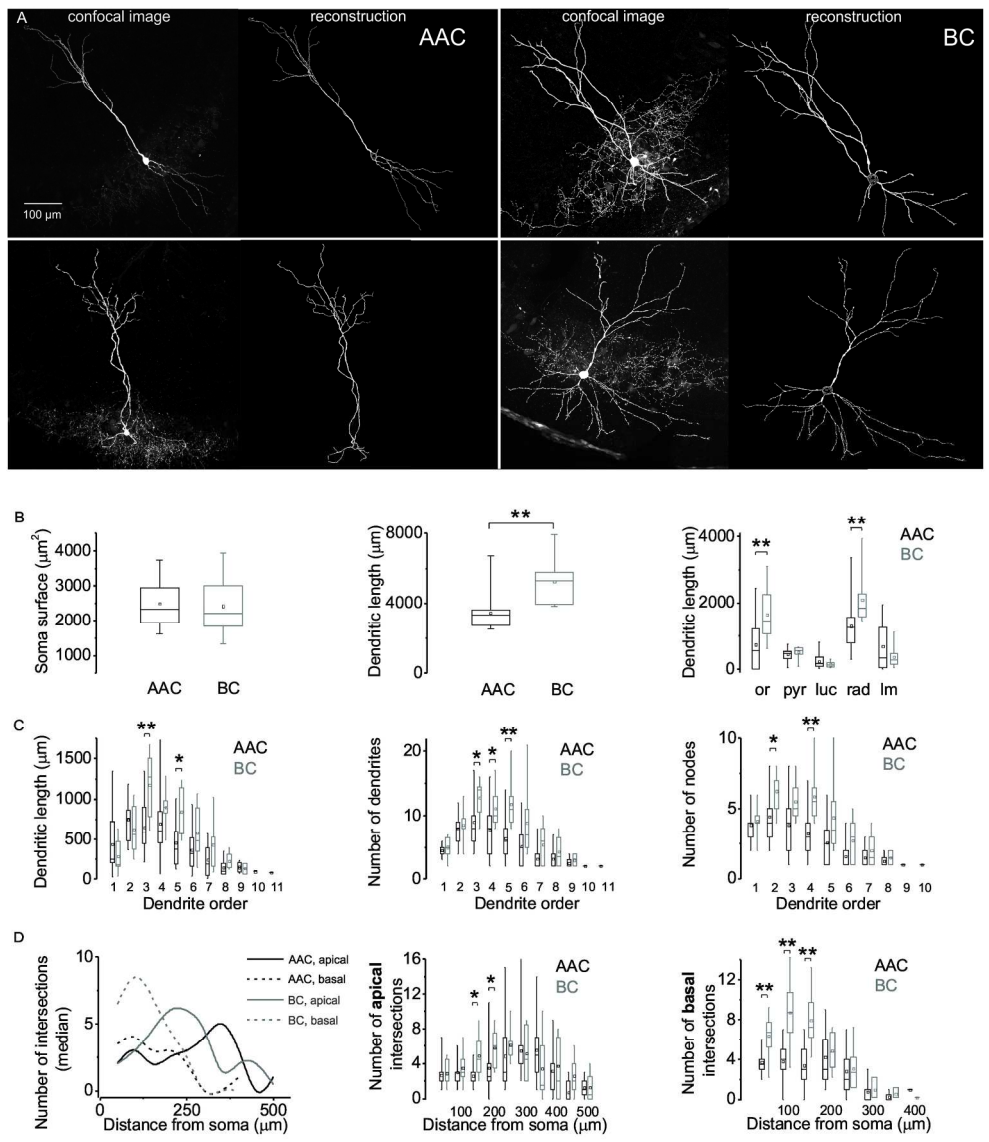 A confocal image reconstruction AAC confocal image reconstruction BC
100 µm
B
Soma surface (µm²)
4000
3000
2000
1000
AAC BC
Dendritic length (µm)
8000
4000
0
**
AAC BC
Dendritic length (µm)
4000
2000
0
** **
AAC
BC
or pyr luc rad lm
C
Dendritic length (µm)
1500
1000
500
0
** *
AAC
BC
1 2 3 4 5 6 7 8 9 10 11
Dendrite order
Number of dendrites
20
10
0
* * **
AAC
BC
1 2 3 4 5 6 7 8 9 10 11
Dendrite order
Number of nodes
10
5
0
* **
AAC
BC
1 2 3 4 5 6 7 8 9 10
Dendrite order
D
Number of intersections
(median)
10
5
0
AAC, apical
AAC, basal
BC, apical
BC, basal
0 250 500
Distance from soma (µm)
Number of apical
intersections
16
12
8
4
0
* *
AAC
BC
100 200 300 400 500
Distance from soma (µm)
Number of basal
intersections
12
8
4
0
** ** **
AAC
BC
100 200 300 400
Distance from soma (µm)